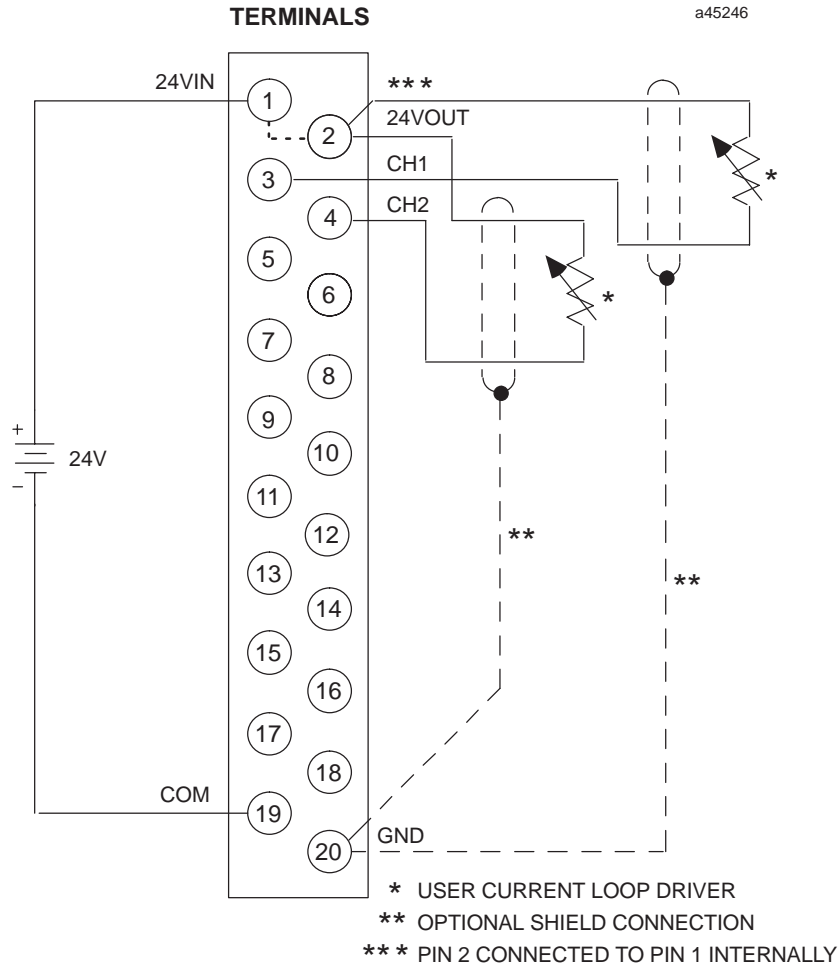 TERMINALS
a45246
24VIN
***
24VOUT
CH1
CH2
1
2
3
4
5
6
7
8
9
10
11
12
13
14
15
16
17
18
19
20
*
*
+
24V
–
**
**
COM
GND
* USER CURRENT LOOP DRIVER
** OPTIONAL SHIELD CONNECTION
*** PIN 2 CONNECTED TO PIN 1 INTERNALLY